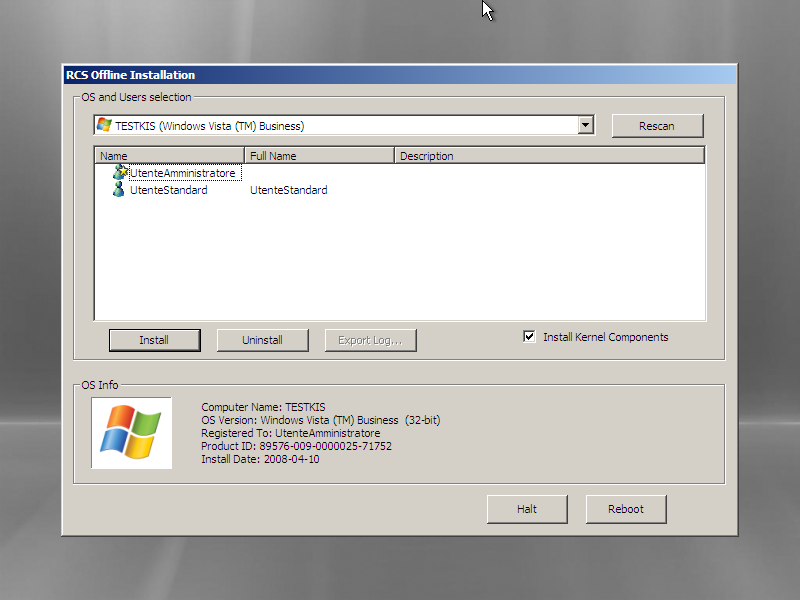 RCS Offline Installation
OS and Users selection
TESTKIS (Windows Vista (TM) Business)
Rescan
Name Full Name Description
UtenteAmministratore
UtenteStandard UtenteStandard
Install Uninstall Export Log... Install Kernel Components
OS Info
Computer Name: TESTKIS
OS Version: Windows Vista (TM) Business (32-bit)
Registered To: UtenteAmministratore
Product ID: 89576-009-0000025-71752
Install Date: 2008-04-10
Halt Reboot